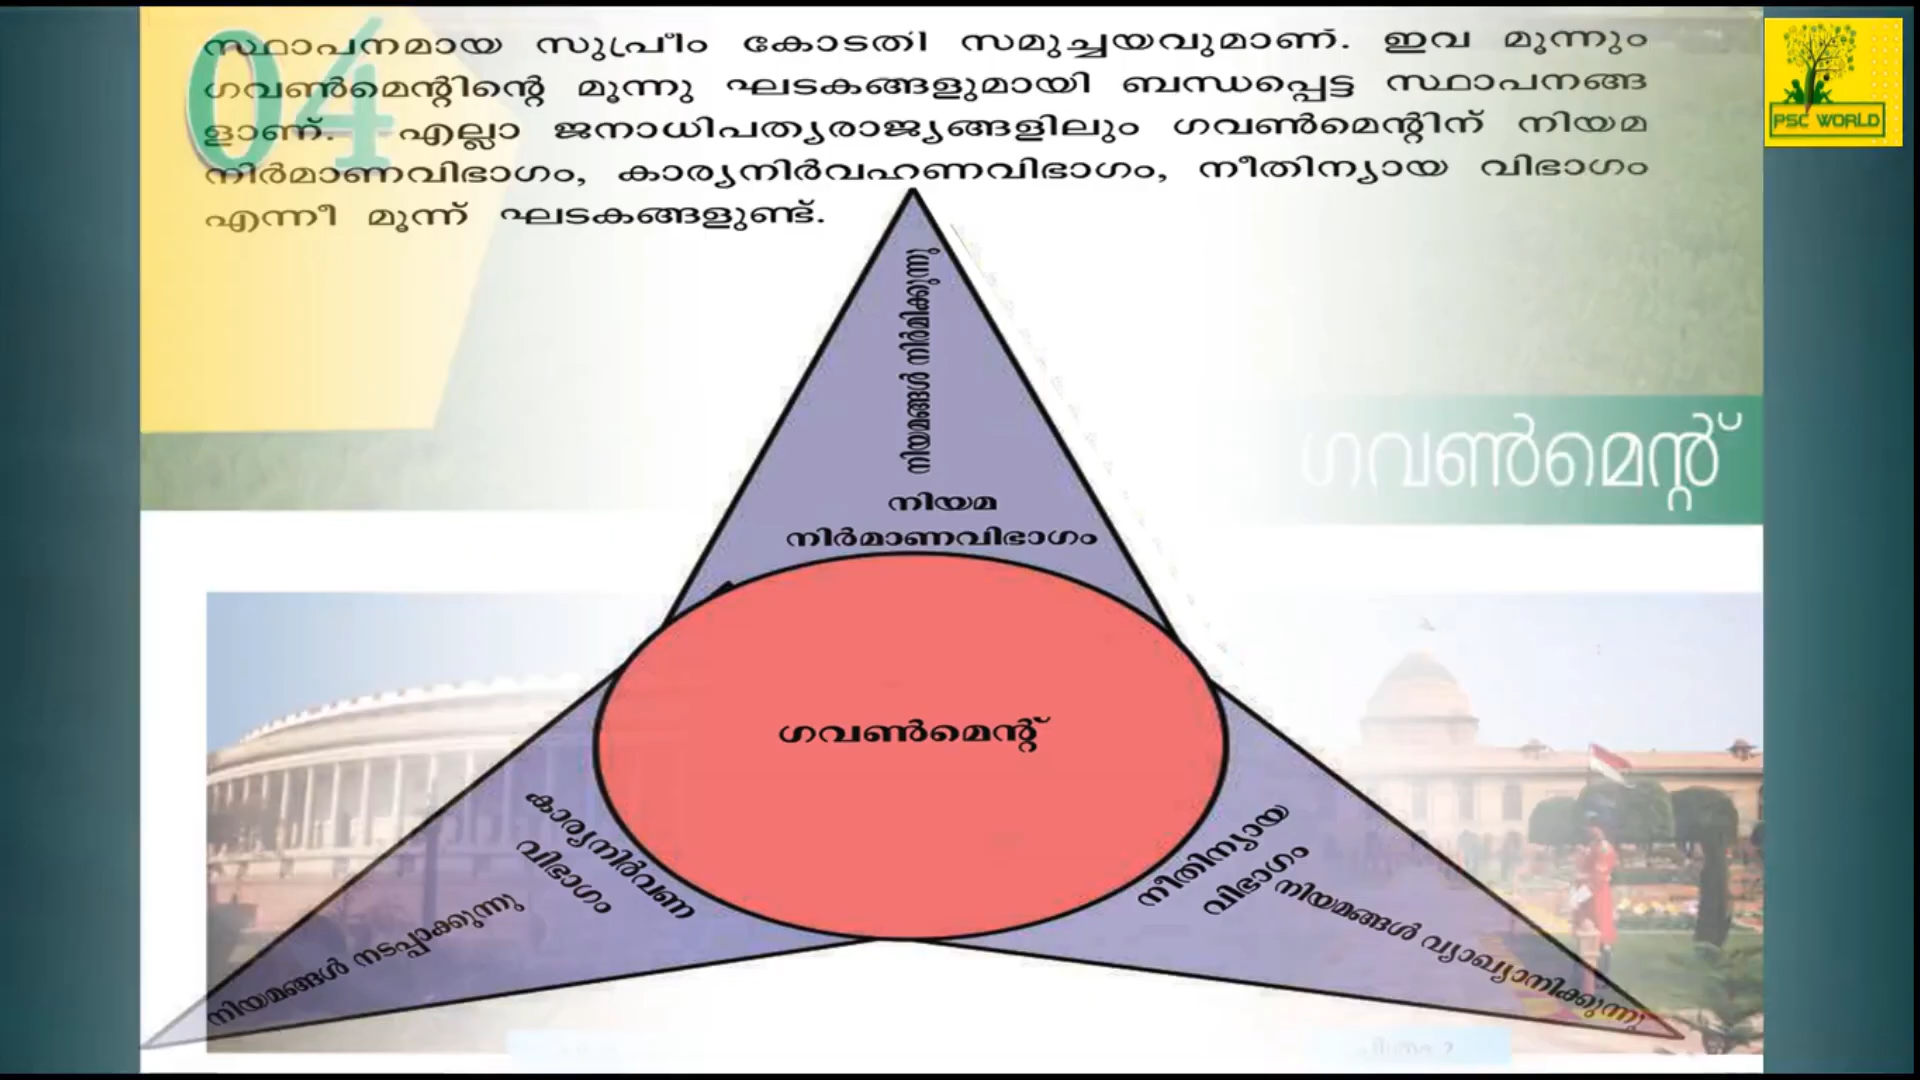 04
സ്ഥാപനമായ സുപ്രീം കോടതി സമുച്ചയവുമാണ്. ഇവ മൂന്നും
ഗവൺമെന്റിന്റെ മൂന്നു ഘടകങ്ങളുമായി ബന്ധപ്പെട്ട സ്ഥാപനങ്ങ
ളാണ്. എല്ലാ ജനാധിപത്യരാജ്യങ്ങളിലും ഗവൺമെന്റിന് നിയമ
നിർമാണവിഭാഗം, കാര്യനിർവഹണവിഭാഗം, നീതിന്യായ വിഭാഗം
എന്നീ മൂന്ന് ഘടകങ്ങളുണ്ട്.
PSC WORLD
നിയമങ്ങൾ നിർമിക്കുന്നു
നിയമ
നിർമാണവിഭാഗം
ഗവൺമെന്റ്
ഗവൺമെന്റ്
കാര്യനിർവണ
വിഭാഗം
നിയമങ്ങൾ നടപ്പാക്കുന്നു
നീതിന്യായ
വിഭാഗം
നിയമങ്ങൾ വ്യാഖ്യാനിക്കുന്നു